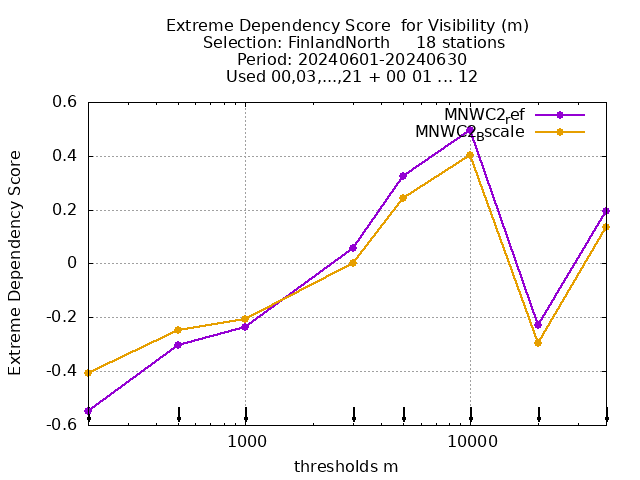 Extreme Dependency Score  for Visibility (m)
Selection: FinlandNorth     18 stations
Period: 20240601-20240630
Used 00,03,...,21 + 00 01 ... 12
MNWC2ref
MNWC2Bscale
Extreme Dependency Score
0.6
0.4
0.2
0
-0.2
-0.4
-0.6
1000
10000
thresholds m